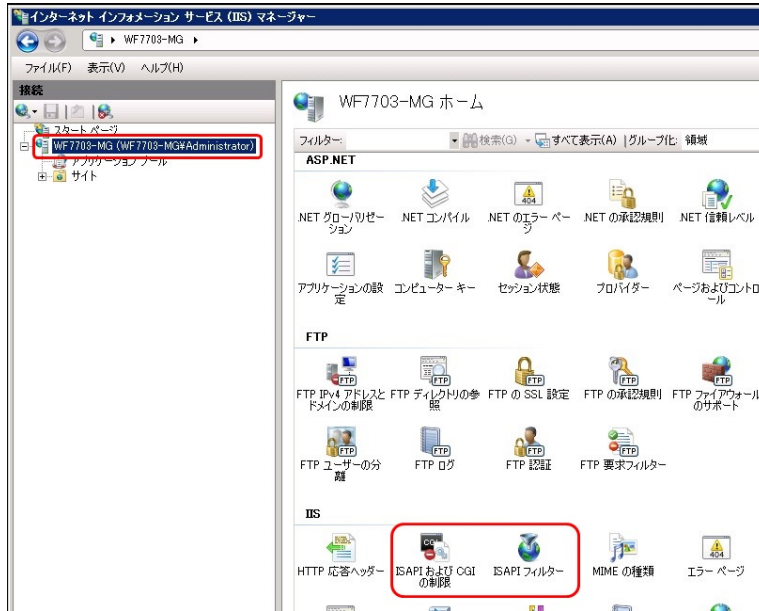 インターネット インフォメーション サービス (IIS) マネージャー
WF7703-MG
ファイル(F) 表示(V) ヘルプ(H)
接続
スタート ページ
WF7703-MG (WF7703-MG¥Administrator)
アプリケーション プール
サイト
WF7703-MG ホーム
フィルター: 検索(G) すべて表示(A) | グループ化: 領域
ASP.NET
.NET グローバリゼー
ション
.NET コンパイル
.NET のエラー ペー
ジ
.NET の承認規則
.NET 信頼レベル
404
アプリケーションの設
定
コンピューター キー
セッション状態
プロバイダー
ページおよびコントロ
ール
FTP
FTP IPv4 アドレスと
ドメインの制限
FTP ディレクトリの参
照
FTP の SSL 設定
FTP の承認規則
FTP ファイアウォール
のサポート
FTP
FTP
FTP
FTP
FTP
FTP ユーザーの分
離
FTP ログ
FTP 認証
FTP 要求フィルター
FTP
FTP
FTP
FTP
IIS
HTTP 応答ヘッダー
ISAPI および CGI
の制限
ISAPI フィルター
MIME の種類
エラー ページ
404